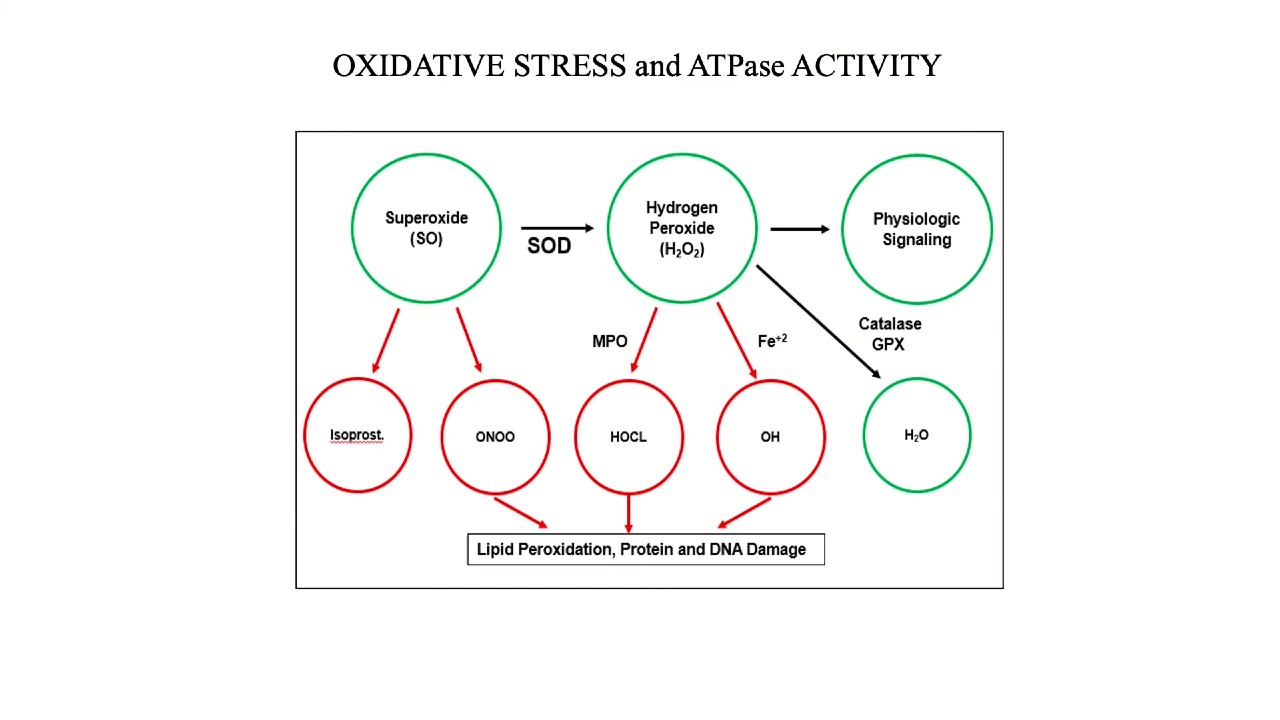 OXIDATIVE STRESS and ATPase ACTIVITY
Superoxide
(SO)
SOD
Hydrogen
Peroxide
(H₂O₂)
Physiologic
Signaling
MPO
Fe⁺²
Catalase
GPX
Isoprost.
ONOO
HOCL
OH
H₂O
Lipid Peroxidation, Protein and DNA Damage